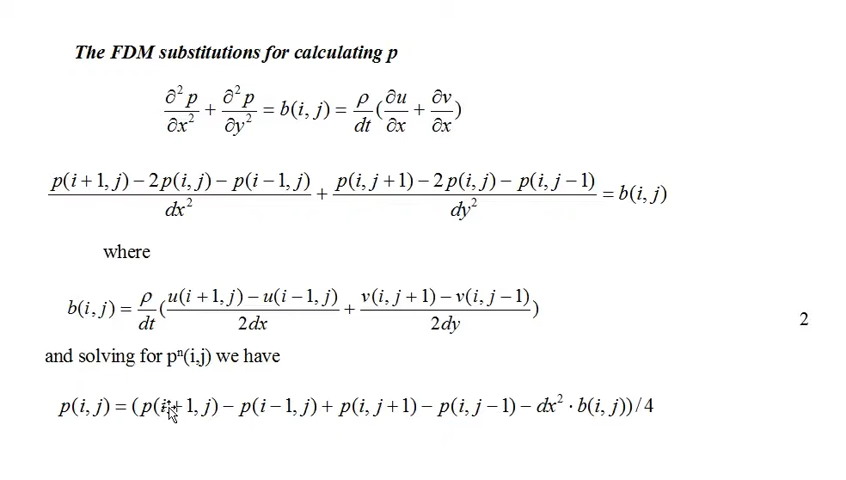 The FDM substitutions for calculating p
∂²p/∂x² + ∂²p/∂y² = b(i, j) = ρ/dt (∂u/∂x + ∂v/∂x)
(p(i+1, j) − 2p(i, j) − p(i−1, j))/dx² + (p(i, j+1) − 2p(i, j) − p(i, j−1))/dy² = b(i, j)
where
b(i, j) = ρ/dt ((u(i+1, j) − u(i−1, j))/2dx + (v(i, j+1) − v(i, j−1))/2dy)
2
and solving for pⁿ(i,j) we have
p(i, j) = (p(i+1, j) − p(i−1, j) + p(i, j+1) − p(i, j−1) − dx² · b(i, j))/4